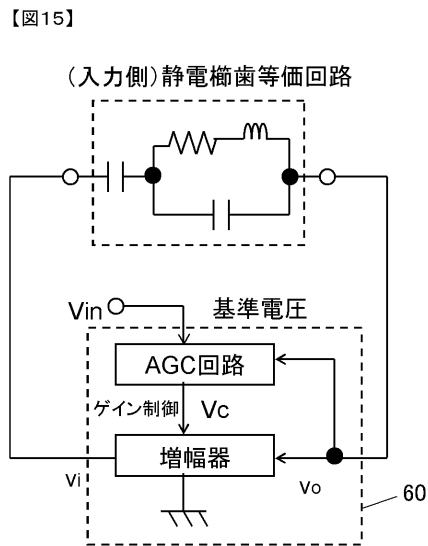 【図15】
(入力側)静電櫛歯等価回路
Vin
基準電圧
AGC回路
ゲイン制御
Vc
増幅器
vi
vo
60